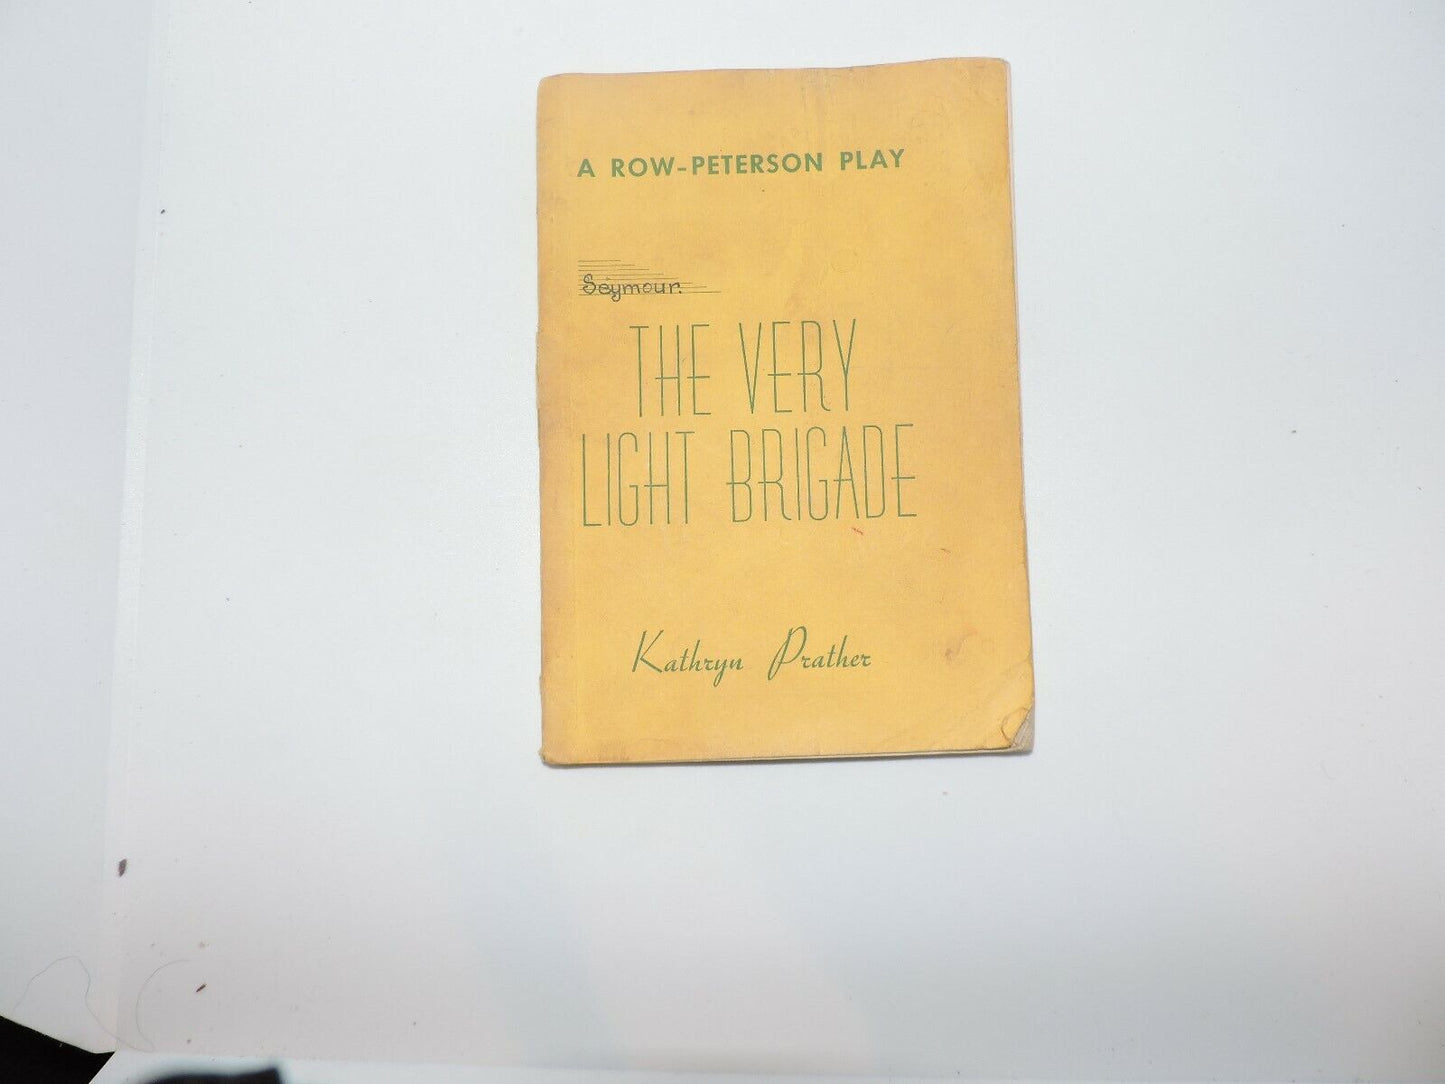 A ROW-PETERSON PLAY
Seymour.
THE VERY
LIGHT BRIGADE
Kathryn Prather